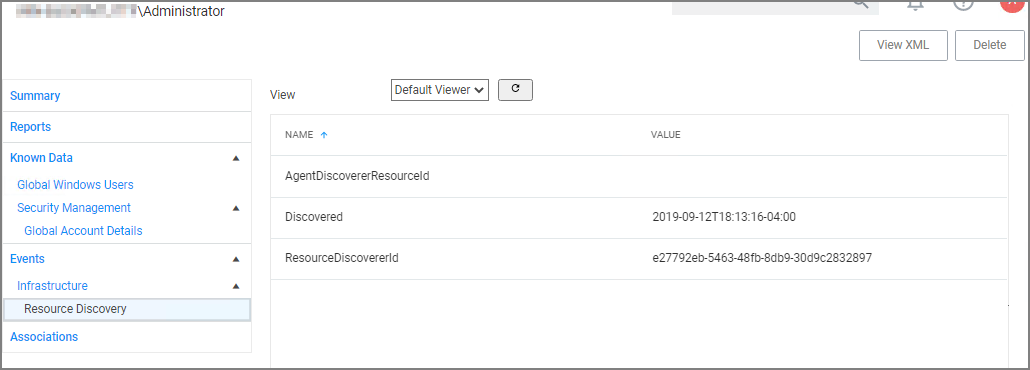 \Administrator
View XML
Delete
Summary
Reports
Known Data
Global Windows Users
Security Management
Global Account Details
Events
Infrastructure
Resource Discovery
Associations
View
Default Viewer
NAME
VALUE
AgentDiscovererResourceId
Discovered
2019-09-12T18:13:16-04:00
ResourceDiscovererId
e27792eb-5463-48fb-8db9-30d9c2832897